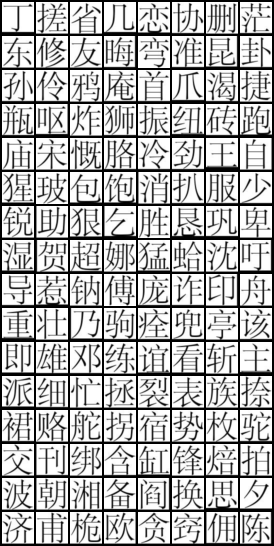 丁搓省几恋协删茫
东修友晦弯准昆卦
孙伶鸦庵首爪渴捷
瓶呕炸狮振纽砖跑
庙宋慨胳冷劲王自
猩玻包饱消扒服少
锐助狠乞胜恳巩卑
湿贺超娜猛蛤沈吁
导惹钠傅庞诈印舟
重壮乃驹痊兜亭该
即雄邓练谊看斩主
派细忙拯裂表族捺
裙赂舵拐宿势枚驼
交刊绑含缸锋焙拍
波朝湘备阎换思夕
济甫桅欧贪窍佣陈